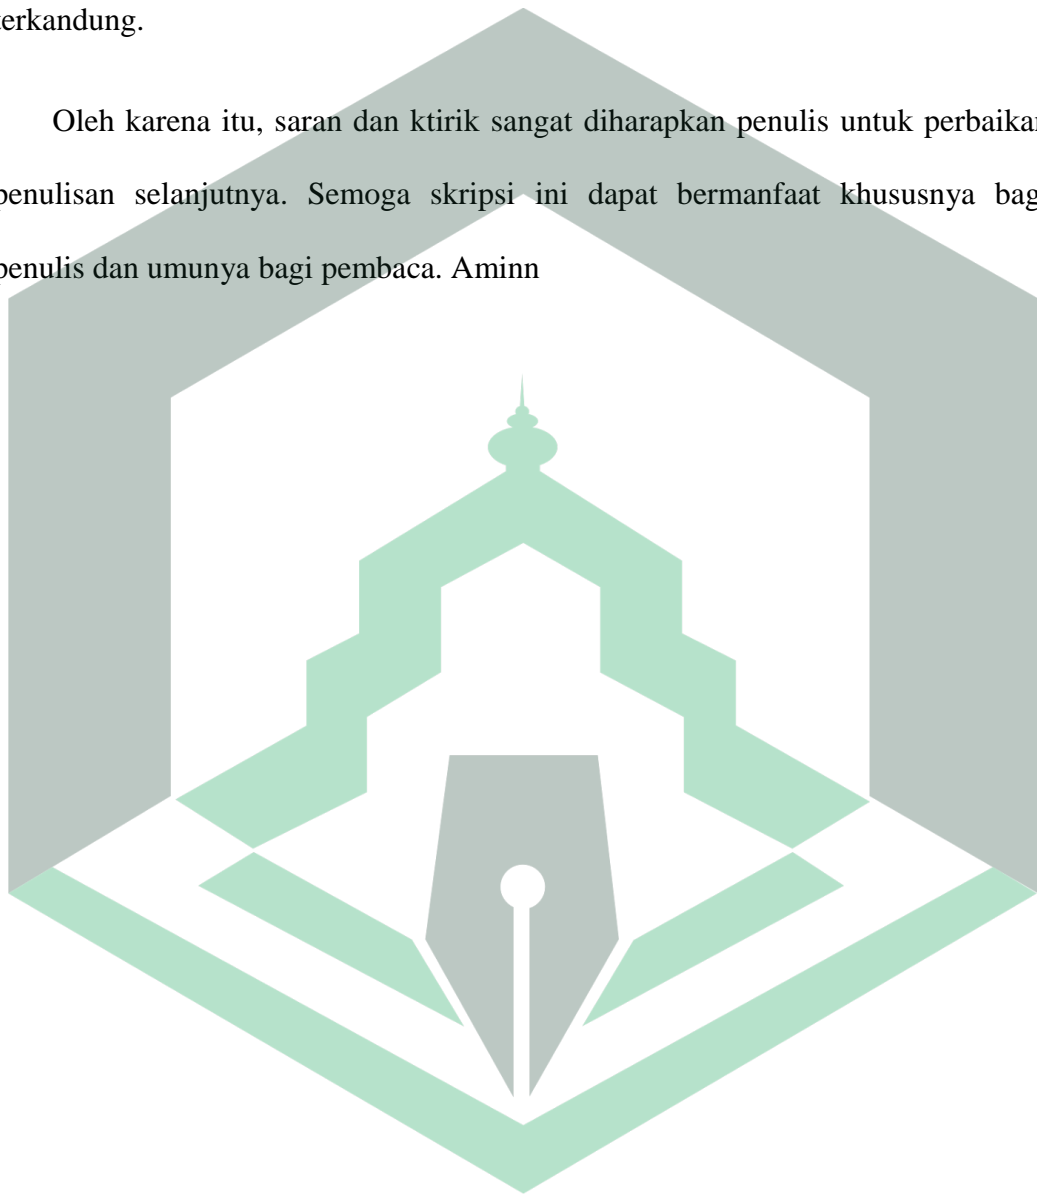 terkandung.
Oleh karena itu, saran dan ktirik sangat diharapkan penulis untuk perbaikan
penulisan selanjutnya. Semoga skripsi ini dapat bermanfaat khususnya bagi
penulis dan umunya bagi pembaca. Aminn